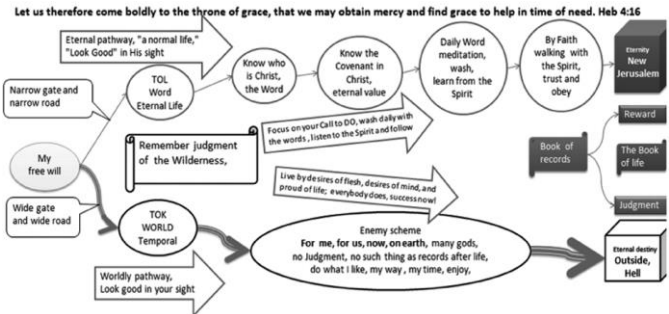 Let us therefore come boldly to the throne of grace, that we may obtain mercy and find grace to help in time of need. Heb 4:16
Eternal pathway, "a normal life,"
"Look Good" in His sight
Narrow gate and
narrow road
TOL
Word
Eternal Life
Know who
is Christ,
the Word
Know the
Covenant in
Christ,
eternal value
Daily Word
meditation,
wash,
learn from the
Spirit
By Faith
walking with
the Spirit,
trust and
obey
Eternity
New
Jerusalem
My
free will
Remember judgment
of the Wilderness,
Focus on your Call to DO, wash daily with
the words , listen to the Spirit and follow
Book of
records
Reward
The Book
of life
Judgment
Live by desires of flesh, desires of mind, and
proud of life; everybody does, success now!
Wide gate
and wide road
TOK
WORLD
Temporal
Enemy scheme
For me, for us, now, on earth, many gods,
no Judgment, no such thing as records after life,
do what I like, my way , my time, enjoy,
Eternal destiny
Outside,
Hell
Worldly pathway,
Look good in your sight